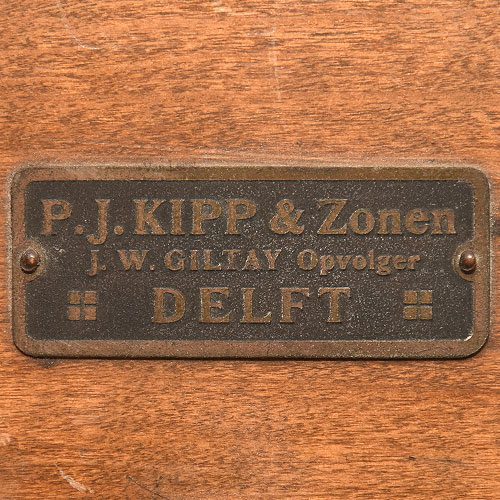 P.J. KIPP & Zonen
J. W. GILTAY Opvolger
DELFT